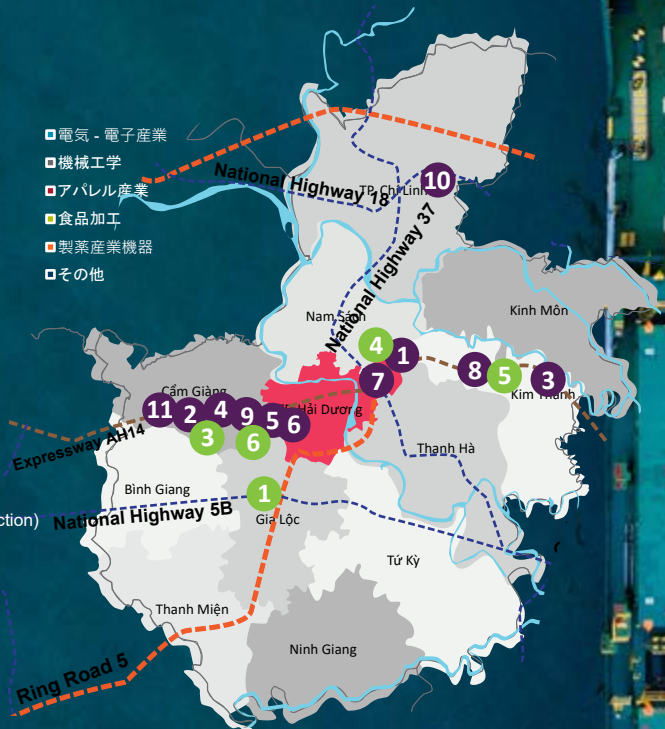 電気 - 電子産業
機械工学
アパレル産業
食品加工
製薬産業機器
その他
National Highway 18
TP. Chí Linh
10
National Highway 37
Kinh Môn
Nam Sách
4
1
7
8
5
3
Kim Thành
Cẩm Giàng
11
2
4
9
5
6
Hải Dương
3
6
Expressway AH14
Thanh Hà
Bình Giang
1
ction)
National Highway 5B
Gia Lộc
Tứ Kỳ
Thanh Miện
Ninh Giang
Ring Road 5